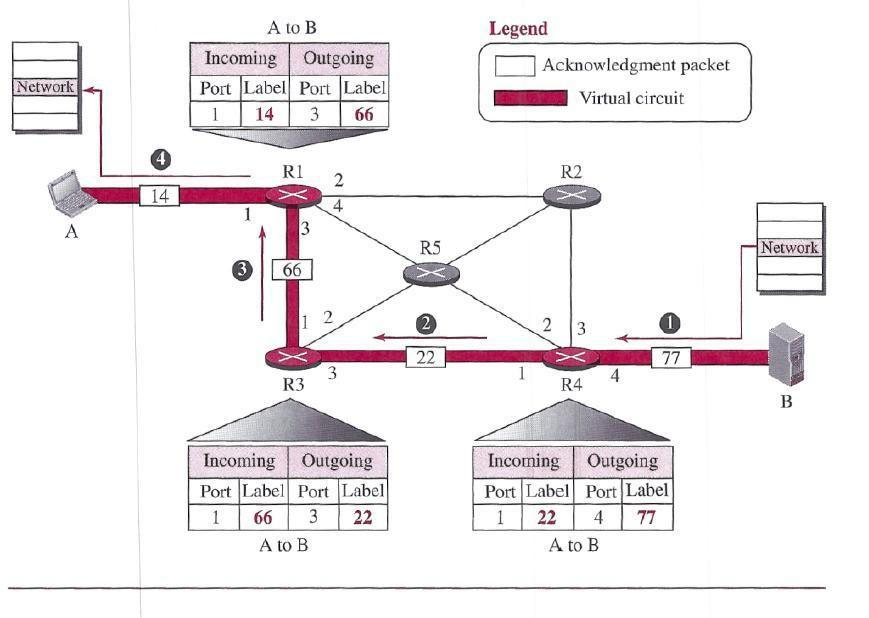 A to B
Incoming Outgoing
Port Label Port Label
1 14 3 66
Legend
Acknowledgment packet
Virtual circuit
Network
4
R1
2
R2
14
1
4
A
3
R5
Network
3
66
1
2
2
2
3
1
22
77
R3
3
1
R4
4
B
Incoming Outgoing
Port Label Port Label
1 66 3 22
A to B
Incoming Outgoing
Port Label Port Label
1 22 4 77
A to B